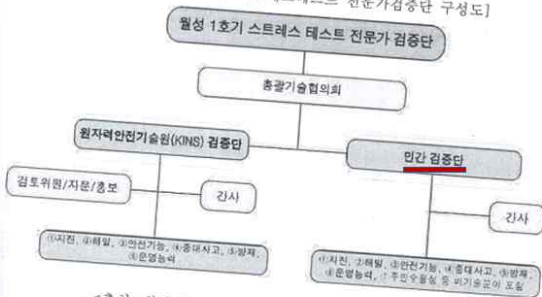 전문가검증단 구성도]
월성 1호기 스트레스 테스트 전문가 검증단
총괄기술협의회
원자력안전기술원(KINS) 검증단
민간 검증단
검토위원/자문/홍보
간사
간사
①지진, ②해일, ③안전기능, ④중대사고, ⑤방재,
⑥운영능력
①지진, ②해일, ③안전기능, ④중대사고, ⑤방재,
⑥운영능력, ⑦주민수용성 등 비기술분야 포함